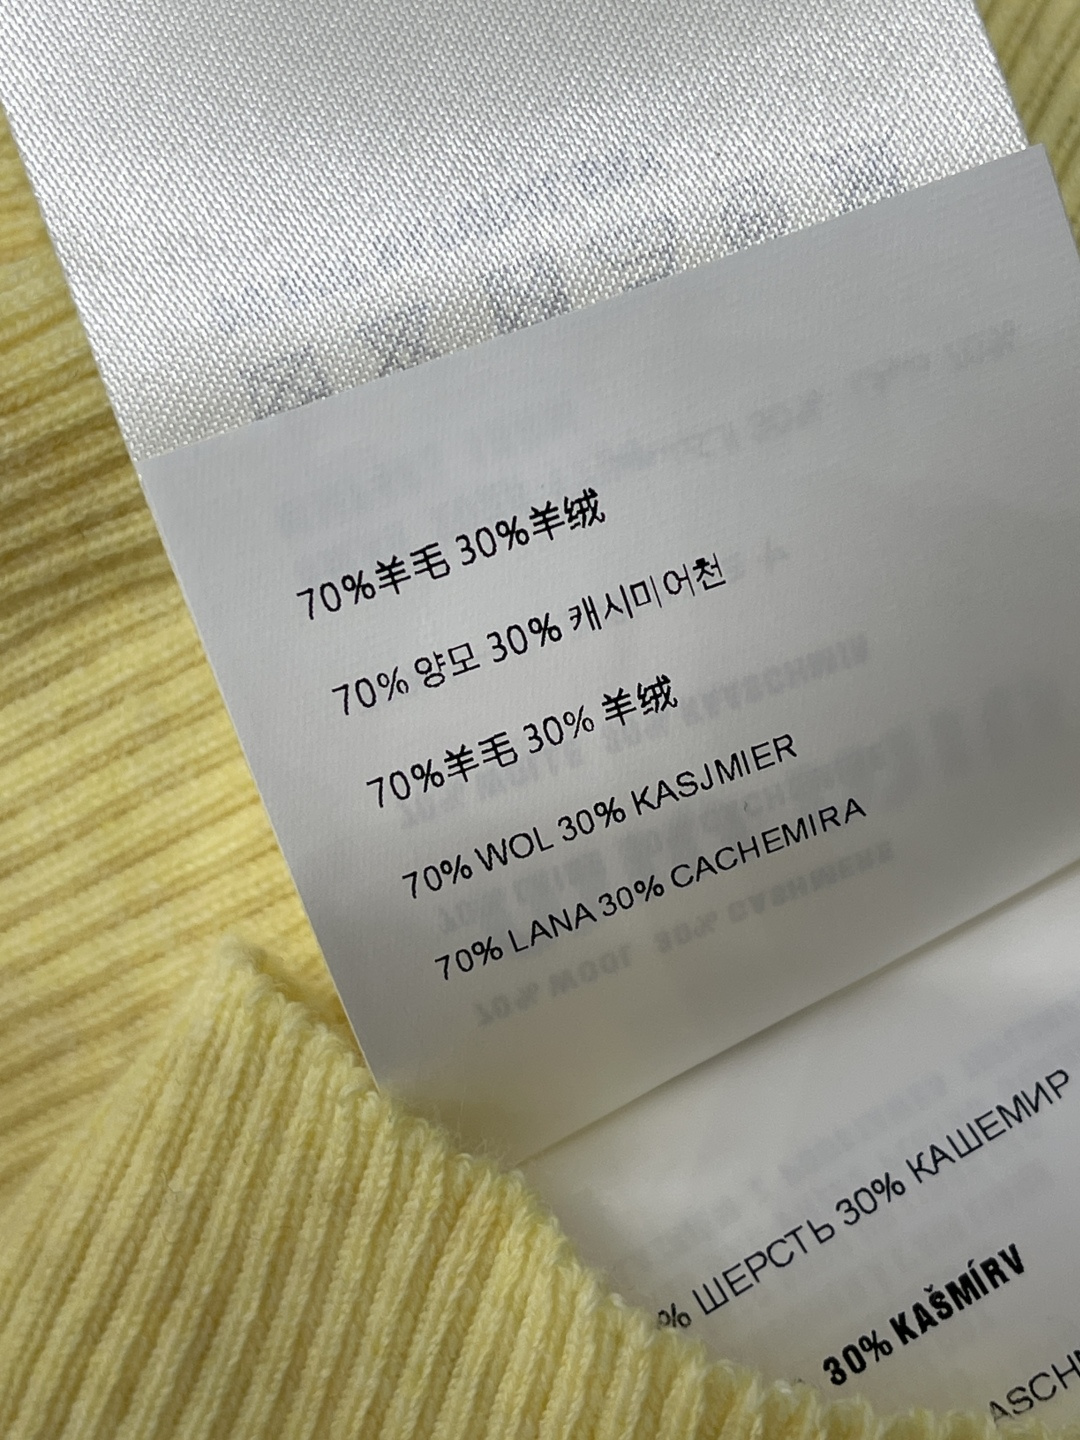 70%羊毛 30%羊绒
70% 양모 30% 캐시미어천
70%羊毛 30% 羊绒
70% WOL 30% KASJMIER
70% LANA 30% CACHEMIRA
% ШЕРСТЬ 30% КАШЕМИР
30% KAŠMÍRV
ASCH